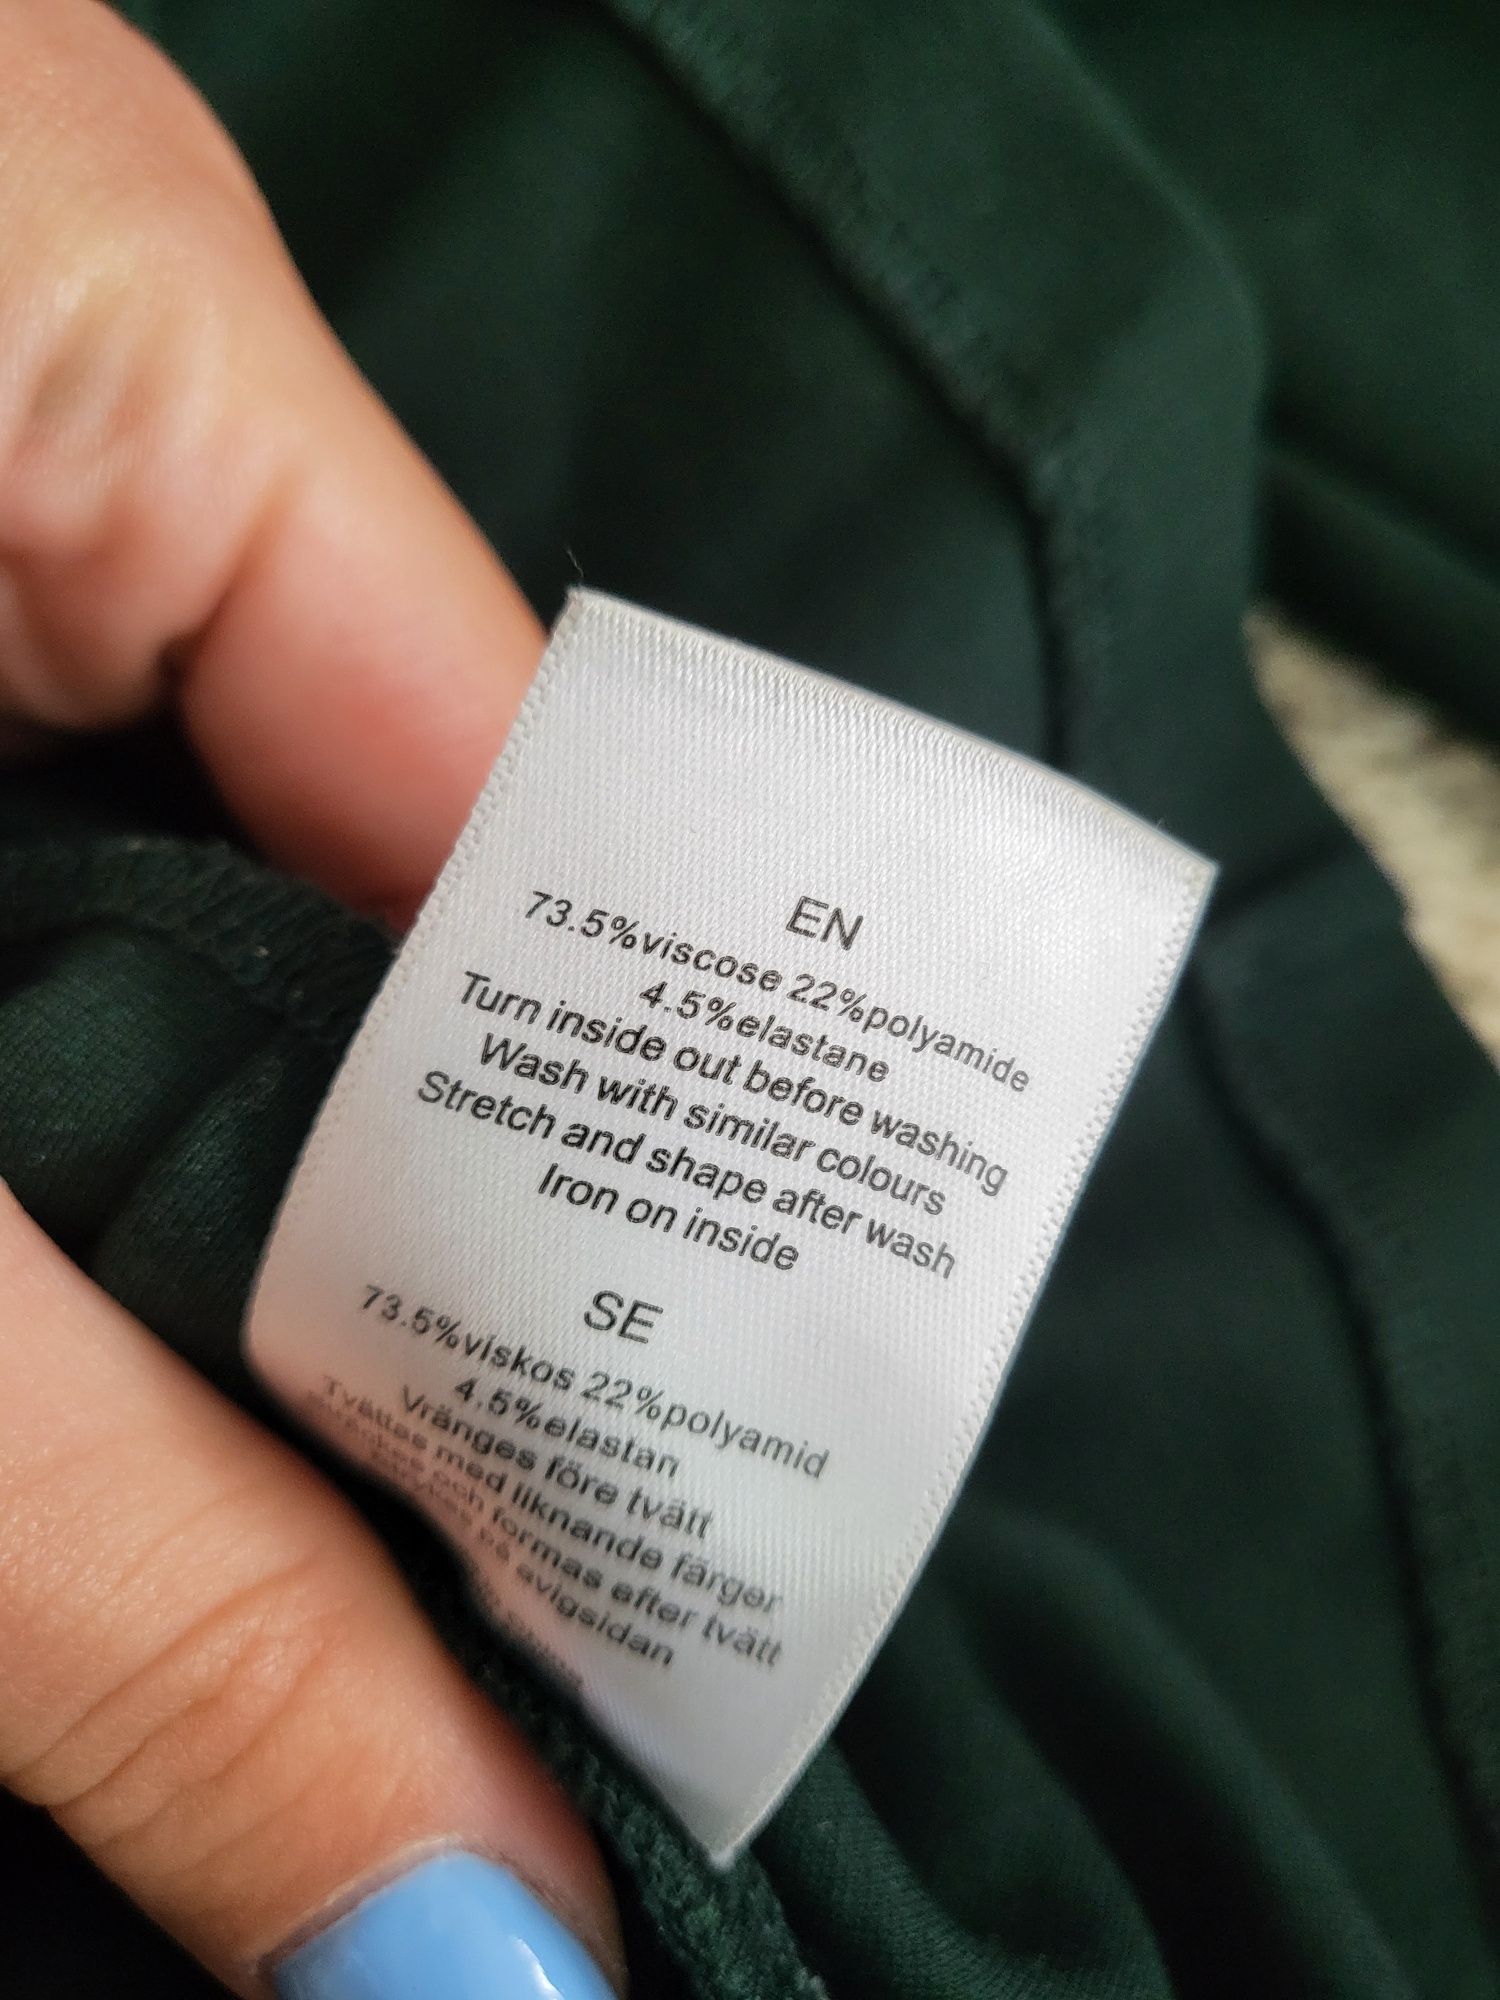 EN
73.5%viscose 22%polyamide
4.5%elastane
Turn inside out before washing
Wash with similar colours
Stretch and shape after wash
Iron on inside
SE
73.5%viskos 22%polyamid
4.5%elastan
Vränges före tvätt
Tvättas med liknande färger
Sträckes och formas efter tvätt
Strykes på avigsidan